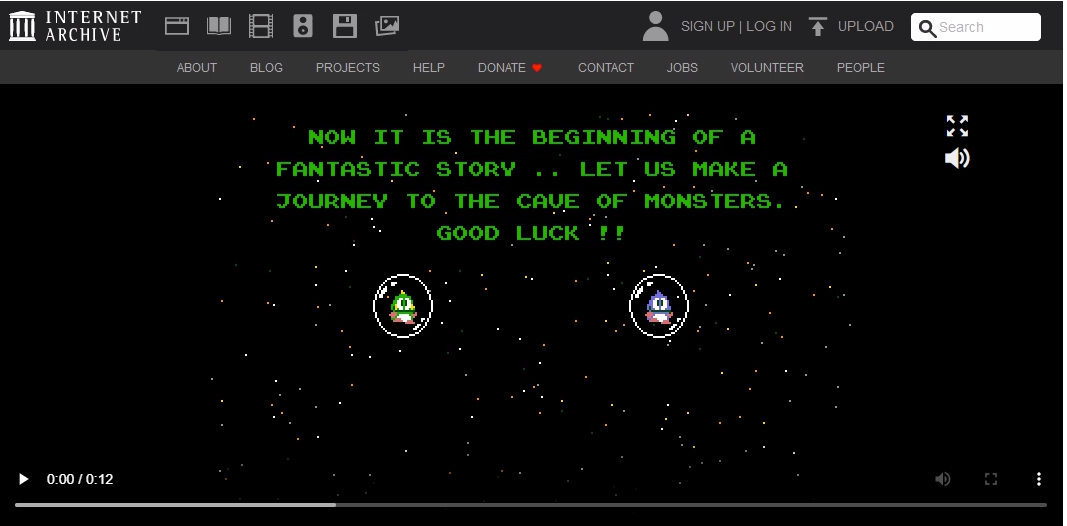 INTERNET
ARCHIVE
SIGN UP | LOG IN
UPLOAD
Search
ABOUT
BLOG
PROJECTS
HELP
DONATE
CONTACT
JOBS
VOLUNTEER
PEOPLE
NOW IT IS THE BEGINNING OF A
FANTASTIC STORY .. LET US MAKE A
JOURNEY TO THE CAVE OF MONSTERS.
GOOD LUCK !!
0:00 / 0:12